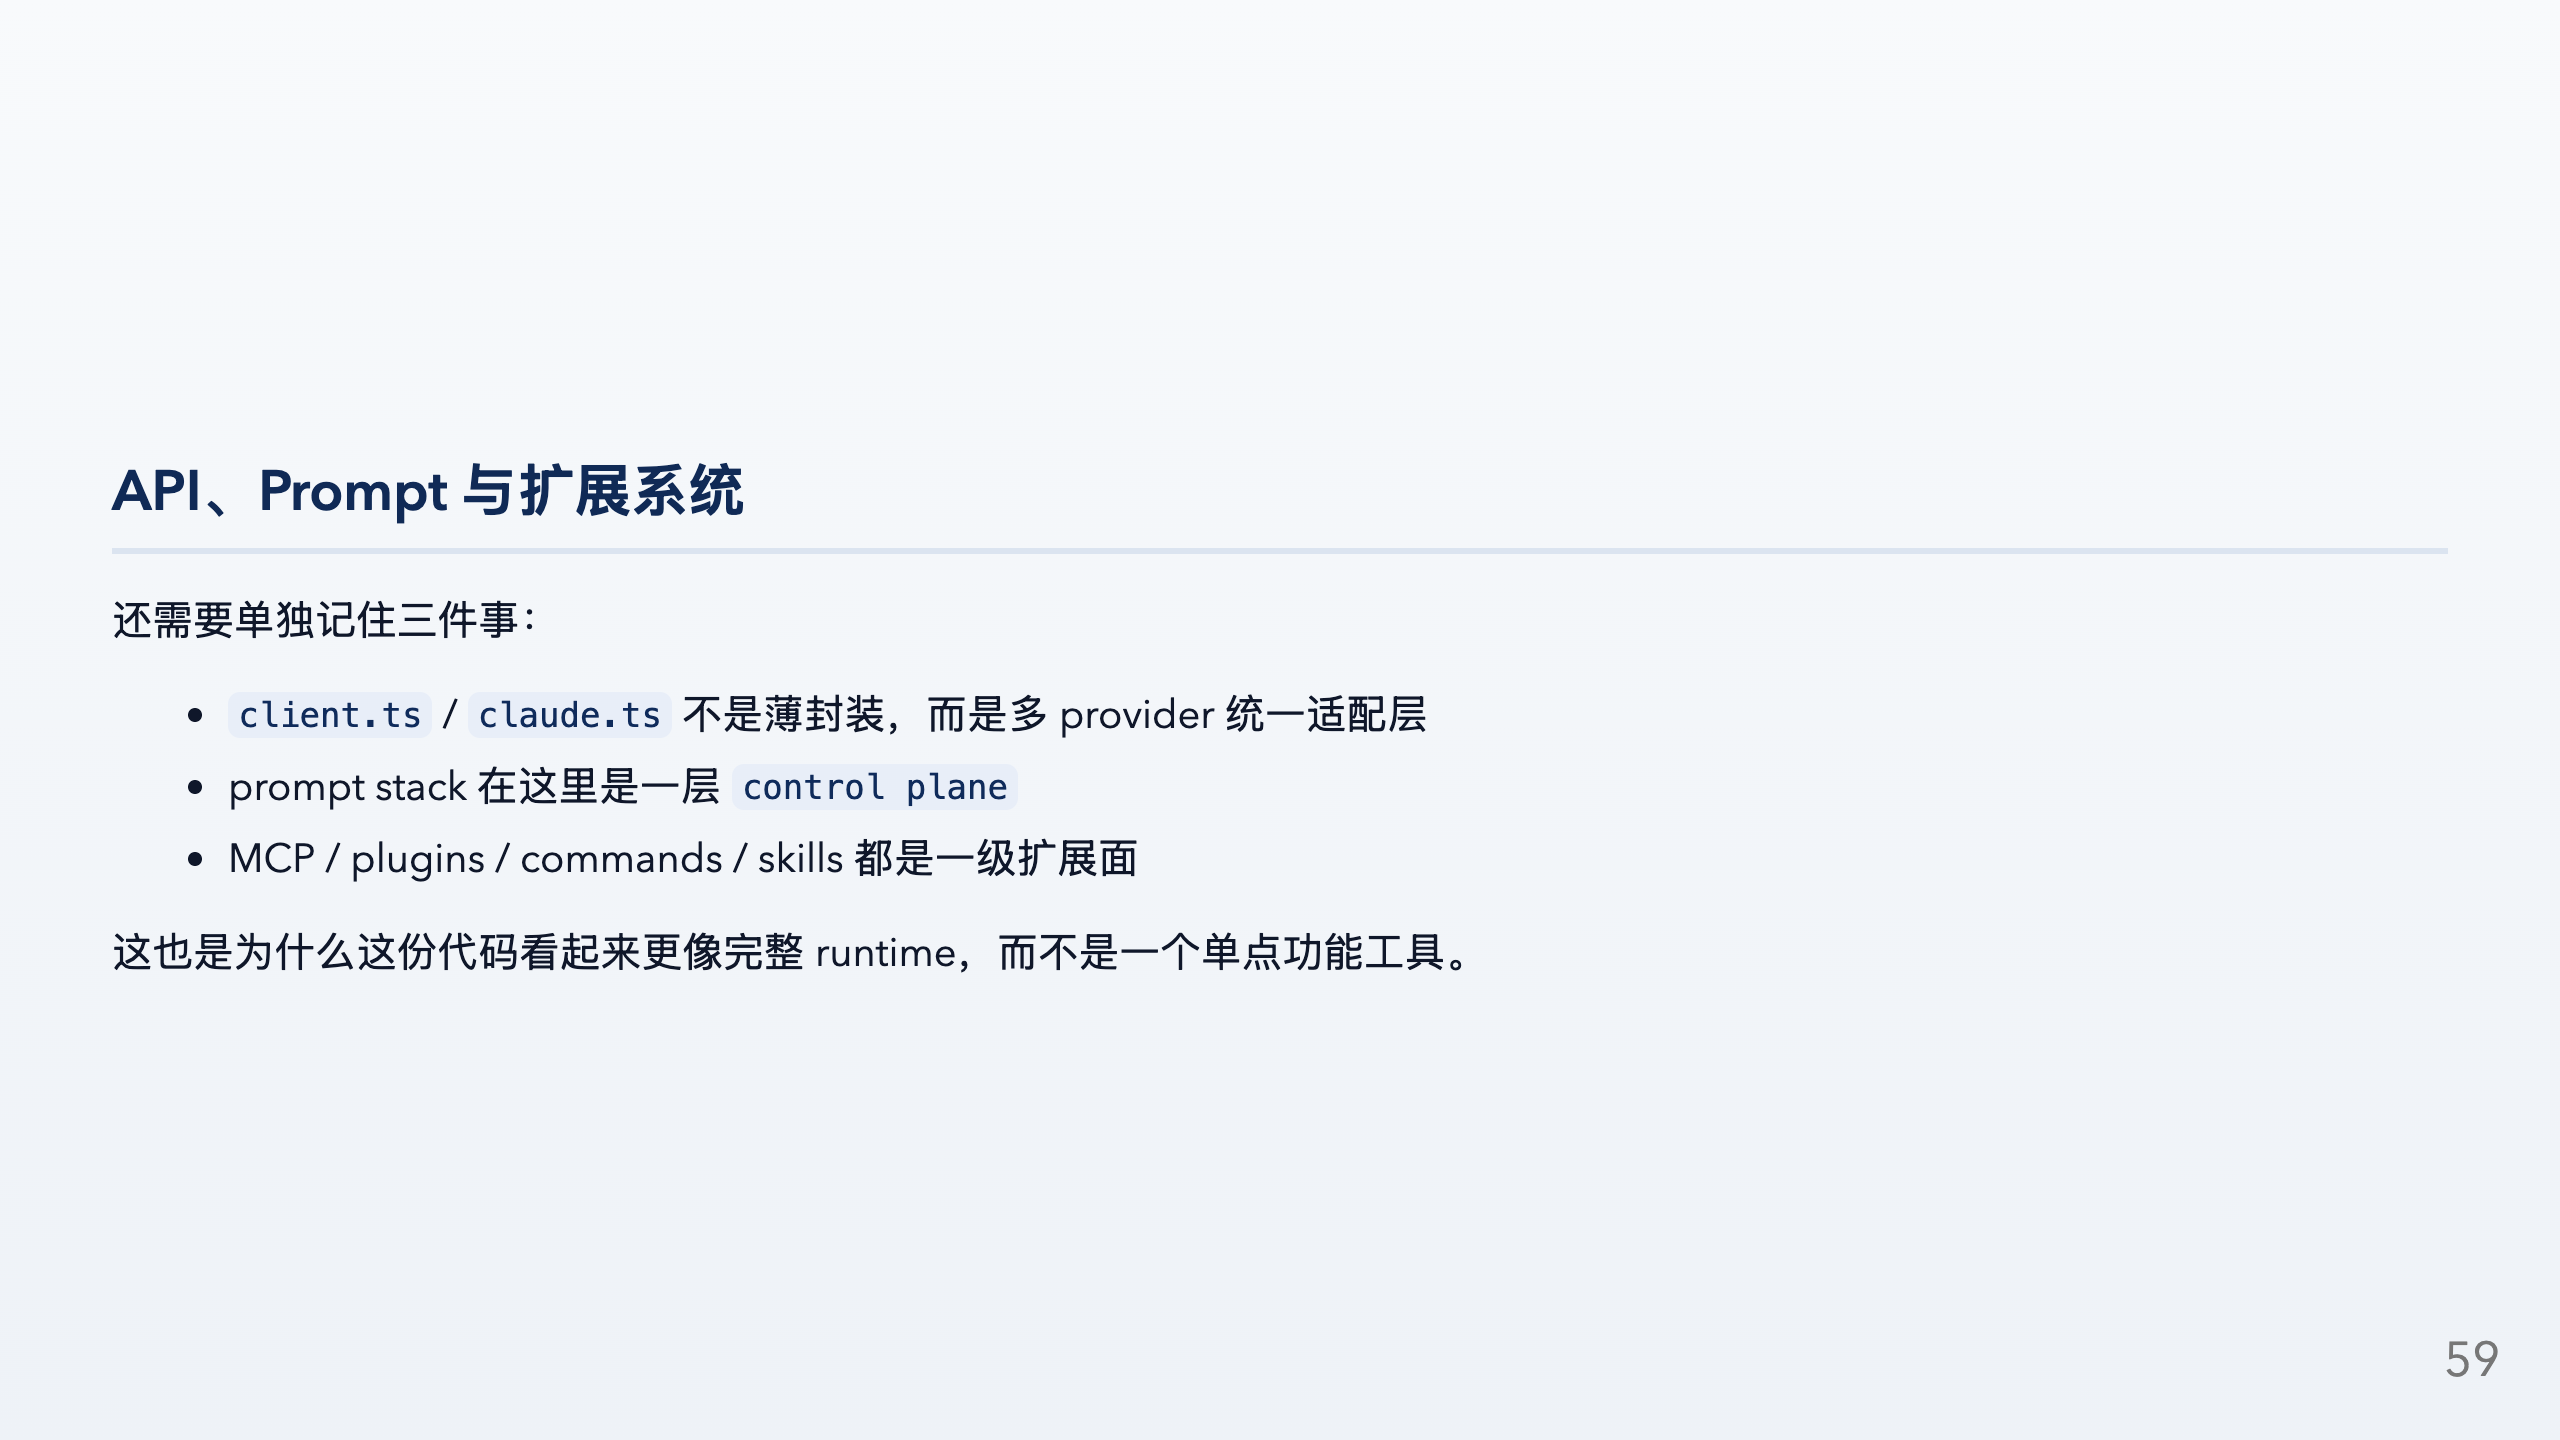 API、Prompt 与扩展系统
还需要单独记住三件事：
• client.ts / claude.ts 不是薄封装，而是多 provider 统一适配层
• prompt stack 在这里是一层 control plane
• MCP / plugins / commands / skills 都是一级扩展面
这也是为什么这份代码看起来更像完整 runtime，而不是一个单点功能工具。
59